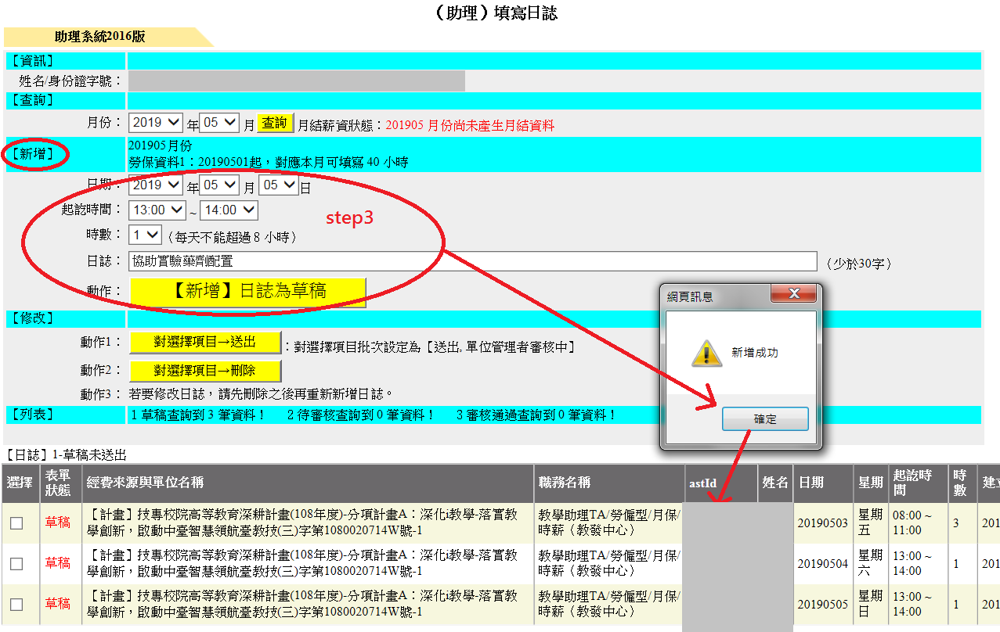 （助理）填寫日誌
助理系統2016版
【資訊】
姓名/身份證字號：
【查詢】
月份： 2019 年 05 月 查詢 月結薪資狀態：201905 月份尚未產生月結資料
【新增】
201905月份
勞保資料1：20190501起，對應本月可填寫 40 小時
日期： 2019 年 05 月 05 日
起訖時間： 13:00 ~ 14:00
step3
時數： 1 （每天不能超過 8 小時）
日誌： 協助實驗藥劑配置 （少於30字）
動作： 【新增】日誌為草稿
網頁訊息
新增成功
確定
【修改】
動作1： 對選擇項目→送出 ：對選擇項目批次設定為【送出, 單位管理者審核中】
動作2： 對選擇項目→刪除
動作3： 若要修改日誌，請先刪除之後再重新新增日誌。
【列表】 1 草稿查詢到 3 筆資料！ 2 待審核查詢到 0 筆資料！ 3 審核通過查詢到 0 筆資料！
【日誌】1-草稿未送出
選擇 表單狀態 經費來源與單位名稱 職務名稱 astId 姓名 日期 星期 起訖時間 時數 建立
草稿 【計畫】技專校院高等教育深耕計畫(108年度)-分項計畫A：深化i教學-落實教 教學助理TA/勞僱型/月保/ 20190503 星期五 08:00 ~ 11:00 3 201
學創新，啟動中臺智慧領航臺教技(三)字第1080020714W號-1 時薪（教發中心）
草稿 【計畫】技專校院高等教育深耕計畫(108年度)-分項計畫A：深化i教學-落實教 教學助理TA/勞僱型/月保/ 20190504 星期六 13:00 ~ 14:00 1 201
學創新，啟動中臺智慧領航臺教技(三)字第1080020714W號-1 時薪（教發中心）
草稿 【計畫】技專校院高等教育深耕計畫(108年度)-分項計畫A：深化i教學-落實教 教學助理TA/勞僱型/月保/ 20190505 星期日 13:00 ~ 14:00 1 201
學創新，啟動中臺智慧領航臺教技(三)字第1080020714W號-1 時薪（教發中心）